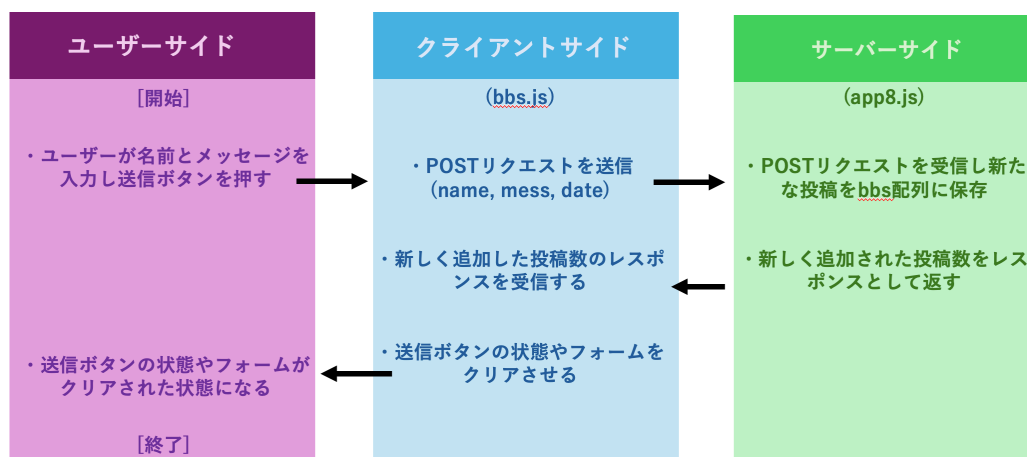 ユーザーサイド
[開始]
・ユーザーが名前とメッセージを
入力し送信ボタンを押す
・送信ボタンの状態やフォームが
クリアされた状態になる
[終了]
クライアントサイド
(bbs.js)
・POSTリクエストを送信
(name, mess, date)
・新しく追加した投稿数のレスポ
ンスを受信する
・送信ボタンの状態やフォームを
クリアさせる
サーバーサイド
(app8.js)
・POSTリクエストを受信し新た
な投稿をbbs配列に保存
・新しく追加された投稿数をレス
ポンスとして返す